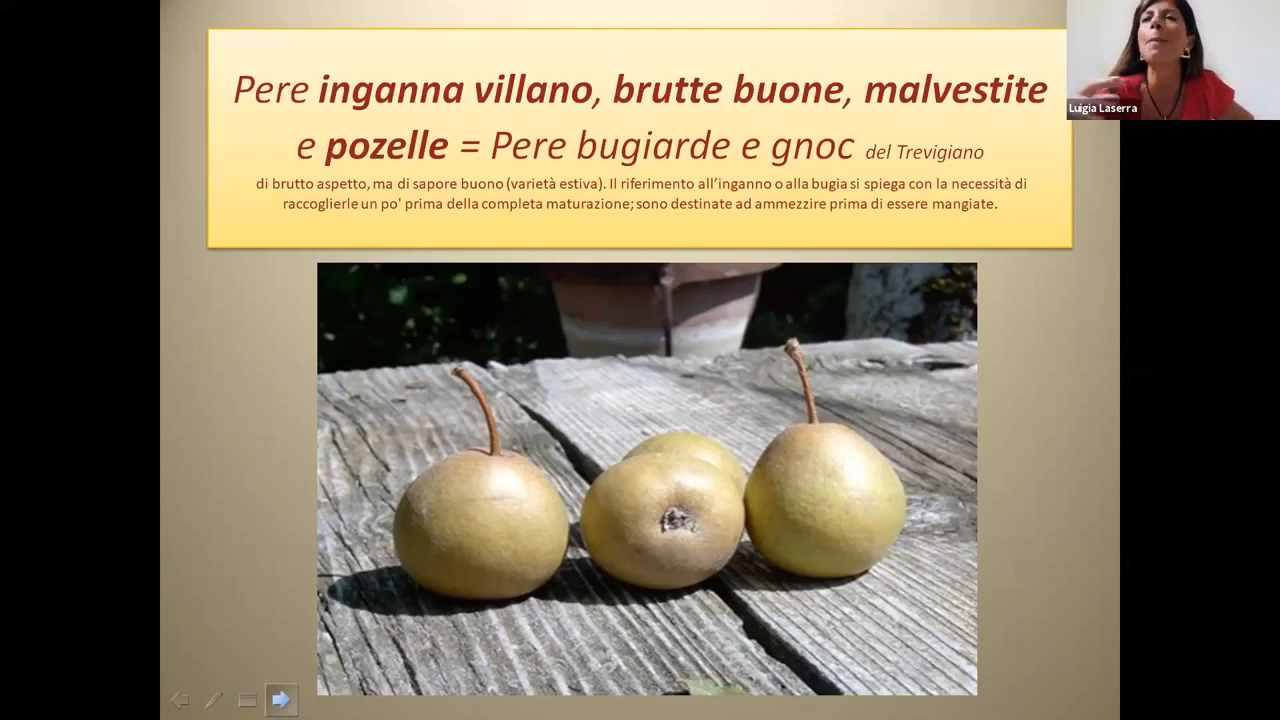 Pere inganna villano, brutte buone, malvestite
e pozelle = Pere bugiarde e gnoc del Trevigiano
di brutto aspetto, ma di sapore buono (varietà estiva). Il riferimento all’inganno o alla bugia si spiega con la necessità di
raccoglierle un po' prima della completa maturazione; sono destinate ad ammezzire prima di essere mangiate.
Luigia Laserra